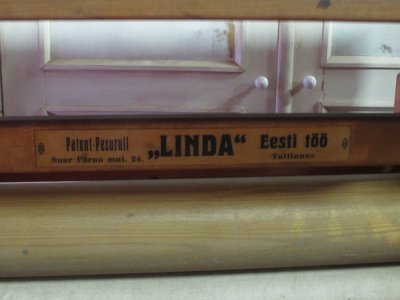 Patent-Pesurull „LINDA“ Eesti töö
Suur Pärnu mnt. 24, Tallinnas